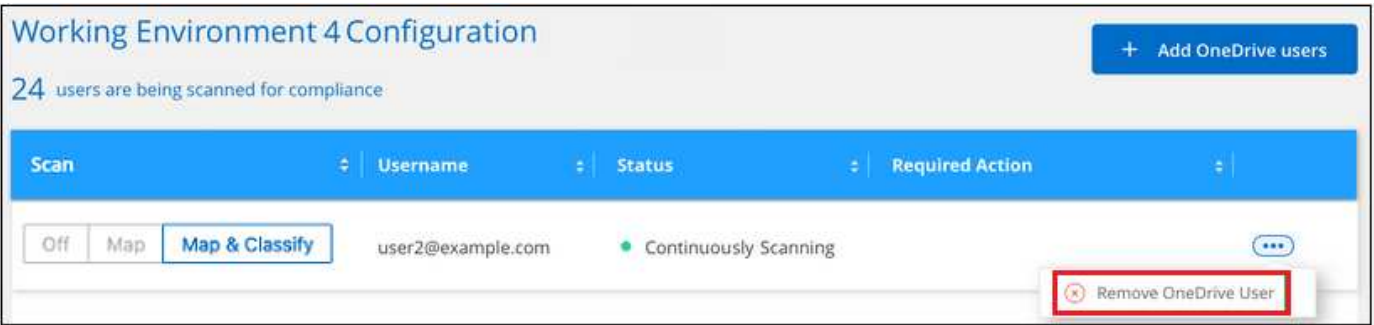 Working Environment 4 Configuration
+ Add OneDrive users
24 users are being scanned for compliance
Scan Username Status Required Action
Off Map Map & Classify user2@example.com Continuously Scanning
Remove OneDrive User